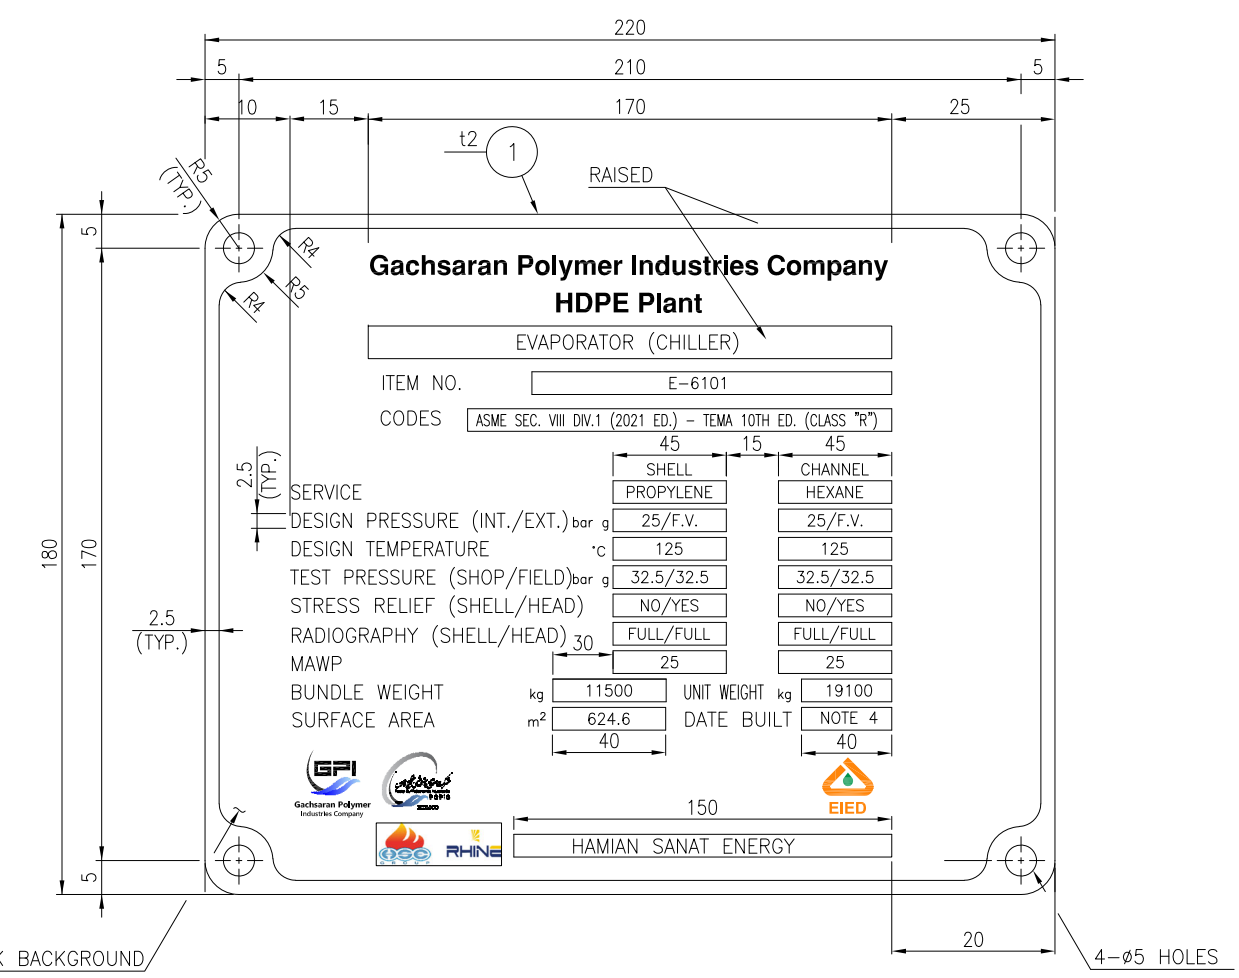 220
5 210 5
10 15 170 25
t2 1
R5
(TYP.)
RAISED
5
R4
R5
R4
Gachsaran Polymer Industries Company
HDPE Plant
EVAPORATOR (CHILLER)
ITEM NO. E-6101
CODES ASME SEC. VIII DIV.1 (2021 ED.) - TEMA 10TH ED. (CLASS "R")
45 15 45
SHELL CHANNEL
2.5
(TYP.)
SERVICE PROPYLENE HEXANE
DESIGN PRESSURE (INT./EXT.) bar g 25/F.V. 25/F.V.
DESIGN TEMPERATURE °C 125 125
180 170
TEST PRESSURE (SHOP/FIELD) bar g 32.5/32.5 32.5/32.5
STRESS RELIEF (SHELL/HEAD) NO/YES NO/YES
2.5
(TYP.)
RADIOGRAPHY (SHELL/HEAD) FULL/FULL FULL/FULL
30
MAWP 25 25
BUNDLE WEIGHT kg 11500 UNIT WEIGHT kg 19100
SURFACE AREA m² 624.6 DATE BUILT NOTE 4
40 40
GPI
Gachsaran Polymer
Industries Company
PGPIC
EIED
150
OSC
GROUP
RHINE
HAMIAN SANAT ENERGY
5
20
BACKGROUND
4-ø5 HOLES